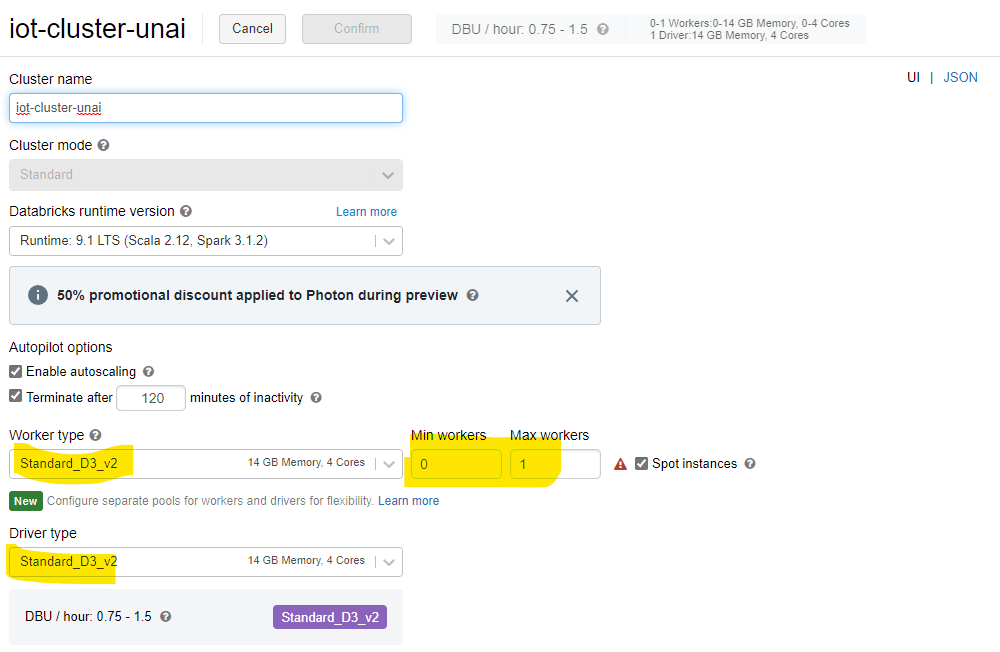 iot-cluster-unai
Cancel
Confirm
DBU / hour: 0.75 - 1.5
0-1 Workers:0-14 GB Memory, 0-4 Cores
1 Driver:14 GB Memory, 4 Cores
UI | JSON
Cluster name
iot-cluster-unai
Cluster mode
Standard
Databricks runtime version
Learn more
Runtime: 9.1 LTS (Scala 2.12, Spark 3.1.2)
50% promotional discount applied to Photon during preview
Autopilot options
Enable autoscaling
Terminate after 120 minutes of inactivity
Worker type
Min workers
Max workers
Standard_D3_v2
14 GB Memory, 4 Cores
0
1
Spot instances
New Configure separate pools for workers and drivers for flexibility. Learn more
Driver type
Standard_D3_v2
14 GB Memory, 4 Cores
DBU / hour: 0.75 - 1.5
Standard_D3_v2